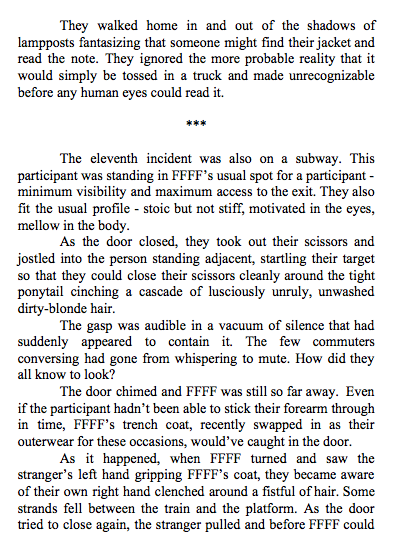 They walked home in and out of the shadows of
lampposts fantasizing that someone might find their jacket and
read the note. They ignored the more probable reality that it
would simply be tossed in a truck and made unrecognizable
before any human eyes could read it.
***
The eleventh incident was also on a subway. This
participant was standing in FFFF's usual spot for a participant -
minimum visibility and maximum access to the exit. They also
fit the usual profile - stoic but not stiff, motivated in the eyes,
mellow in the body.
As the door closed, they took out their scissors and
jostled into the person standing adjacent, startling their target
so that they could close their scissors cleanly around the tight
ponytail cinching a cascade of lusciously unruly, unwashed
dirty-blonde hair.
The gasp was audible in a vacuum of silence that had
suddenly appeared to contain it. The few commuters
conversing had gone from whispering to mute. How did they
all know to look?
The door chimed and FFFF was still so far away. Even
if the participant hadn't been able to stick their forearm through
in time, FFFF's trench coat, recently swapped in as their
outerwear for these occasions, would've caught in the door.
As it happened, when FFFF turned and saw the
stranger's left hand gripping FFFF's coat, they became aware
of their own right hand clenched around a fistful of hair. Some
strands fell between the train and the platform. As the door
tried to close again, the stranger pulled and before FFFF could